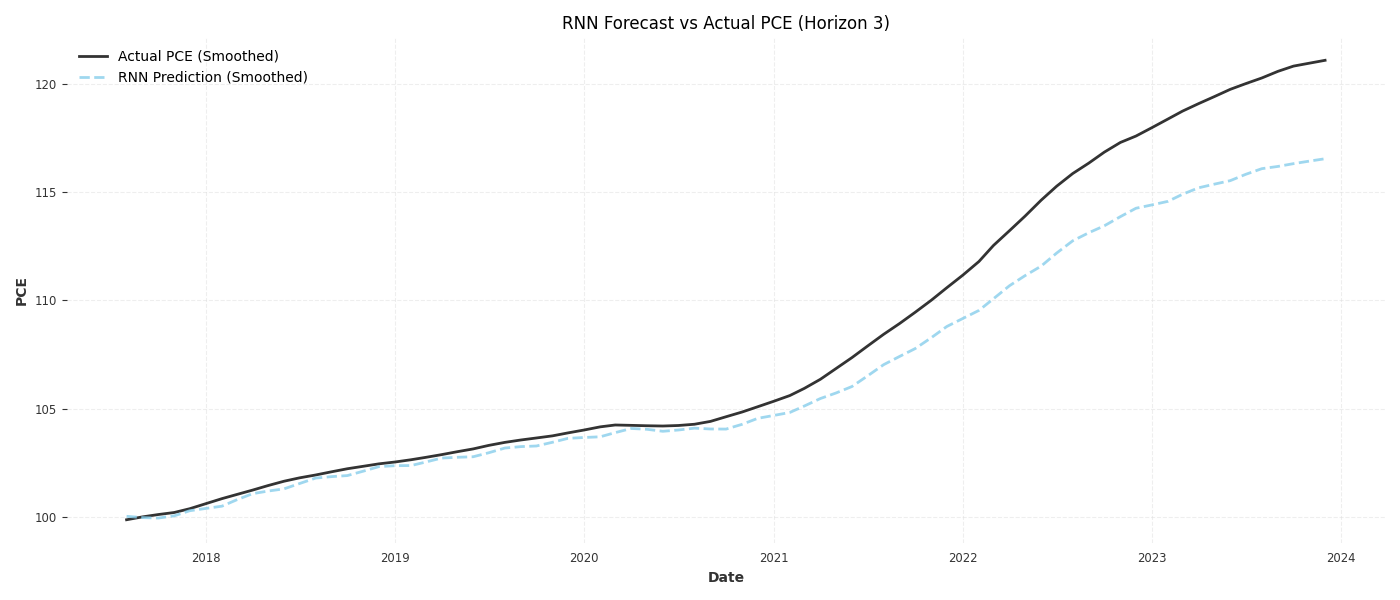 RNN Forecast vs Actual PCE (Horizon 3)
Actual PCE (Smoothed)
RNN Prediction (Smoothed)
120
115
110
105
100
PCE
2018 2019 2020 2021 2022 2023 2024
Date